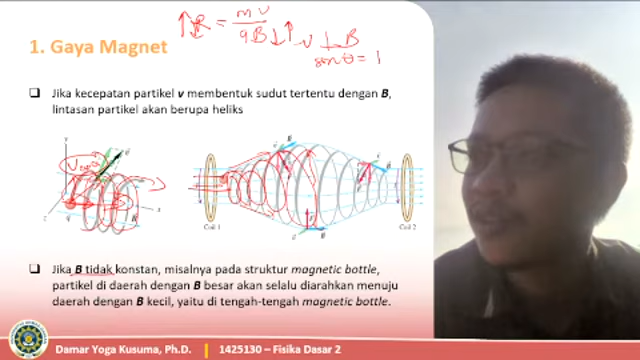 R = mv / qB
v ⊥ B
sin θ = 1
1. Gaya Magnet
Jika kecepatan partikel v membentuk sudut tertentu dengan B,
lintasan partikel akan berupa heliks
Coil 1
Coil 2
Jika B tidak konstan, misalnya pada struktur magnetic bottle,
partikel di daerah dengan B besar akan selalu diarahkan menuju
daerah dengan B kecil, yaitu di tengah-tengah magnetic bottle.
Damar Yoga Kusuma, Ph.D. | 1425130 – Fisika Dasar 2